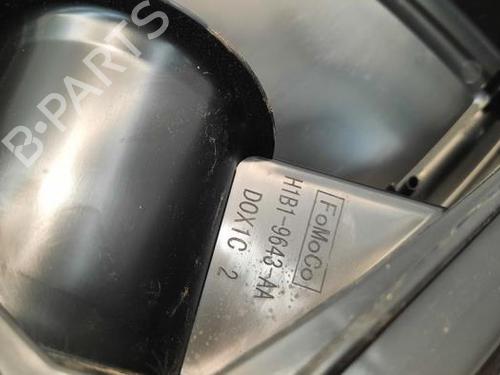 B-PARTS
FoMoCo
H1B1-9643-AA
DOX1C 2